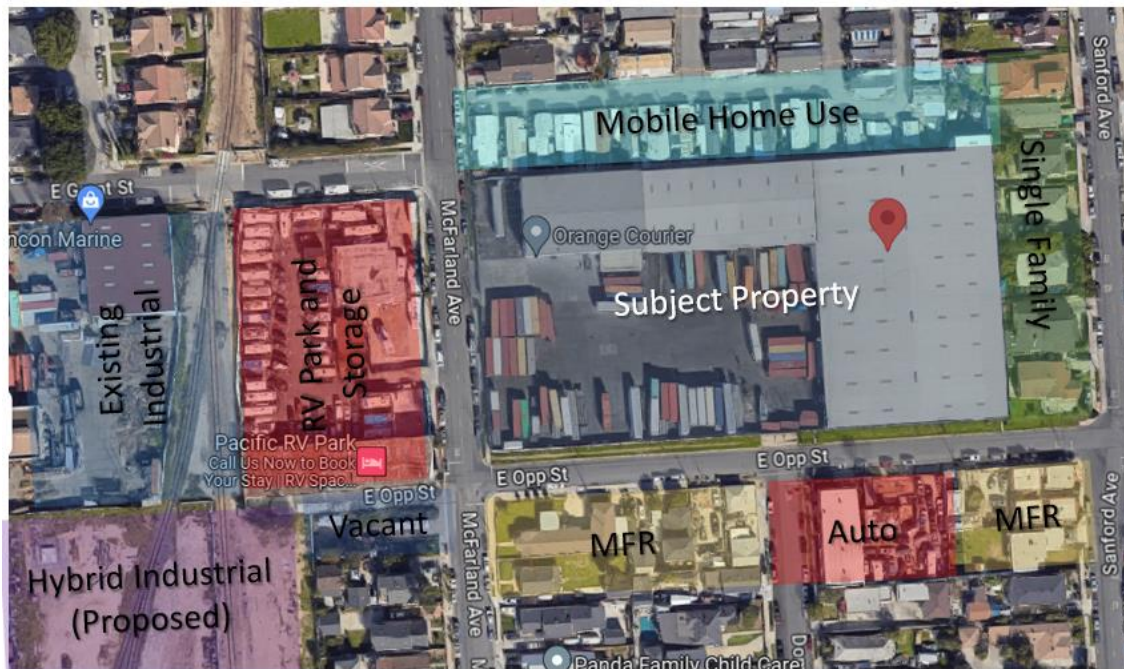 Sanford Ave
Mobile Home Use
E Grant St
ncon Marine
McFarland Ave
Orange Courier
Single Family
Subject Property
Existing
Industrial
RV Park and
Storage
Pacific RV Park
Call Us Now to Book
Your Stay | RV Spac...
E Opp St
E Opp St
E Opp St
Vacant
McFarland Ave
MFR
Auto
MFR
Sanford Ave
Hybrid Industrial
(Proposed)
Panda Family Child Care
M
Do